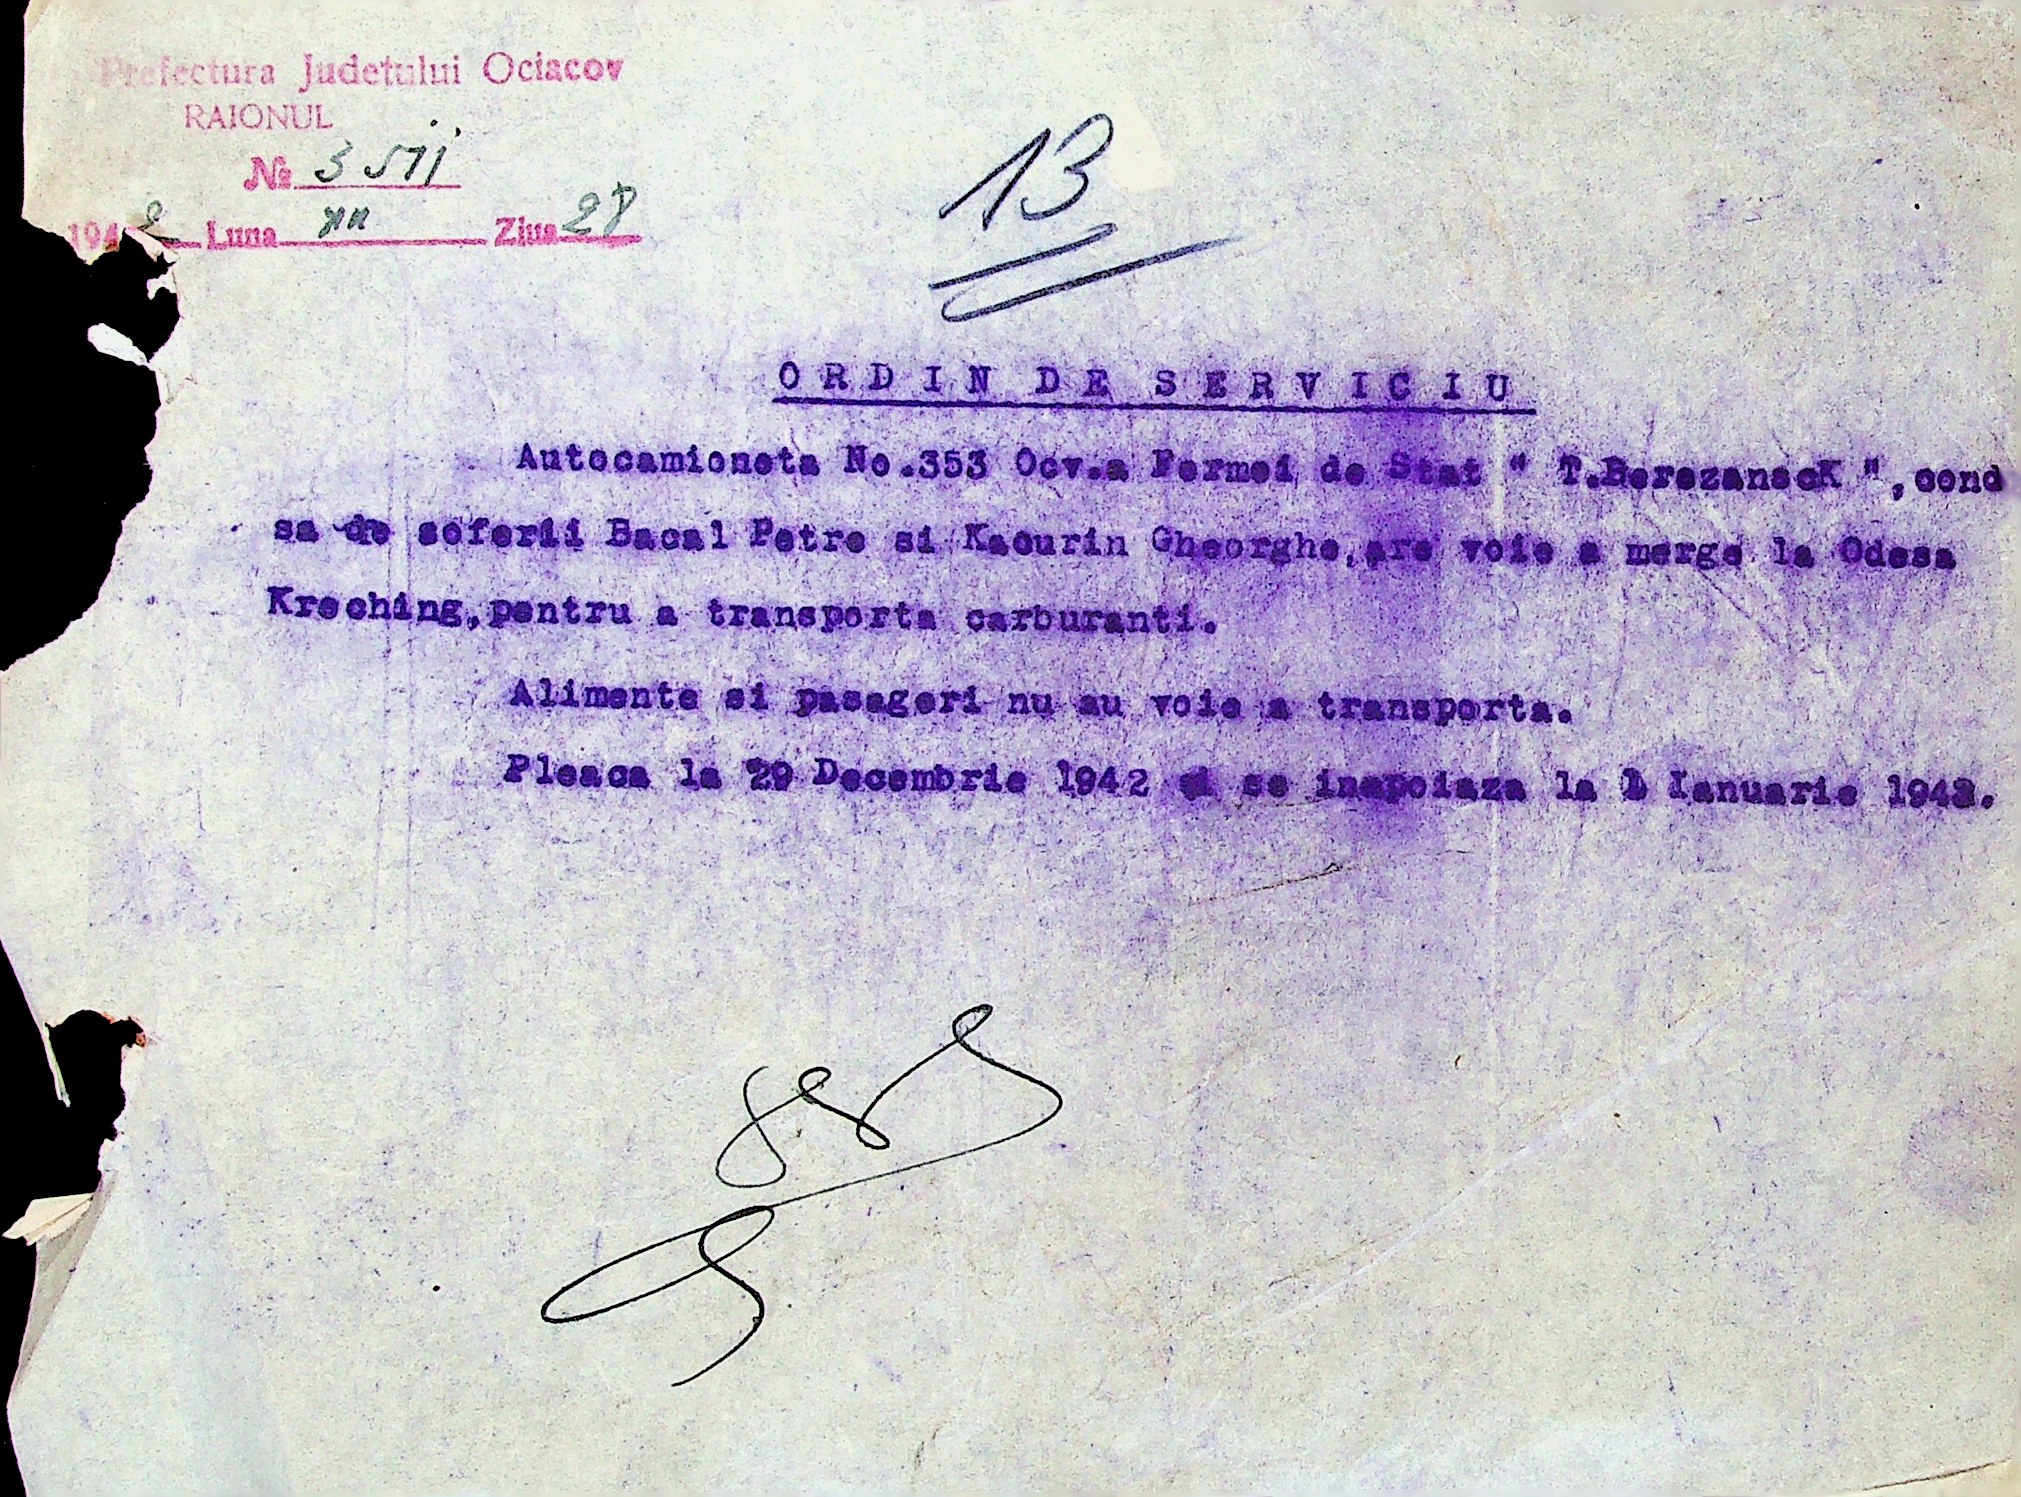 Prefectura Judetului Ociacov
RAIONUL
№ 3511
1942 Luna XII Ziua 28
13
ORDIN DE SERVICIU
Autocamioneta No.353 Ocv.a Fermei de Stat " T.Berezansck ",cond
sa de soferii Bacal Petre si Kacurin Gheorghe,are voie a merge la Odesa
Kreching,pentru a transporta carburanti.
Alimente si pasageri nu au voie a transporta.
Pleaca la 29 Decembrie 1942 si se inapoiaza la 1 Ianuarie 1943.